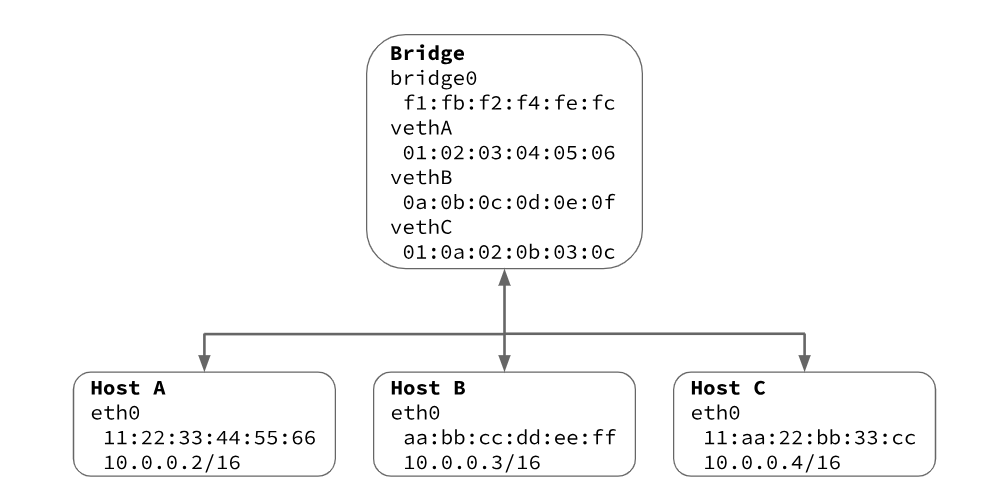 Bridge
bridge0
f1:fb:f2:f4:fe:fc
vethA
01:02:03:04:05:06
vethB
0a:0b:0c:0d:0e:0f
vethC
01:0a:02:0b:03:0c
Host A
eth0
11:22:33:44:55:66
10.0.0.2/16
Host B
eth0
aa:bb:cc:dd:ee:ff
10.0.0.3/16
Host C
eth0
11:aa:22:bb:33:cc
10.0.0.4/16